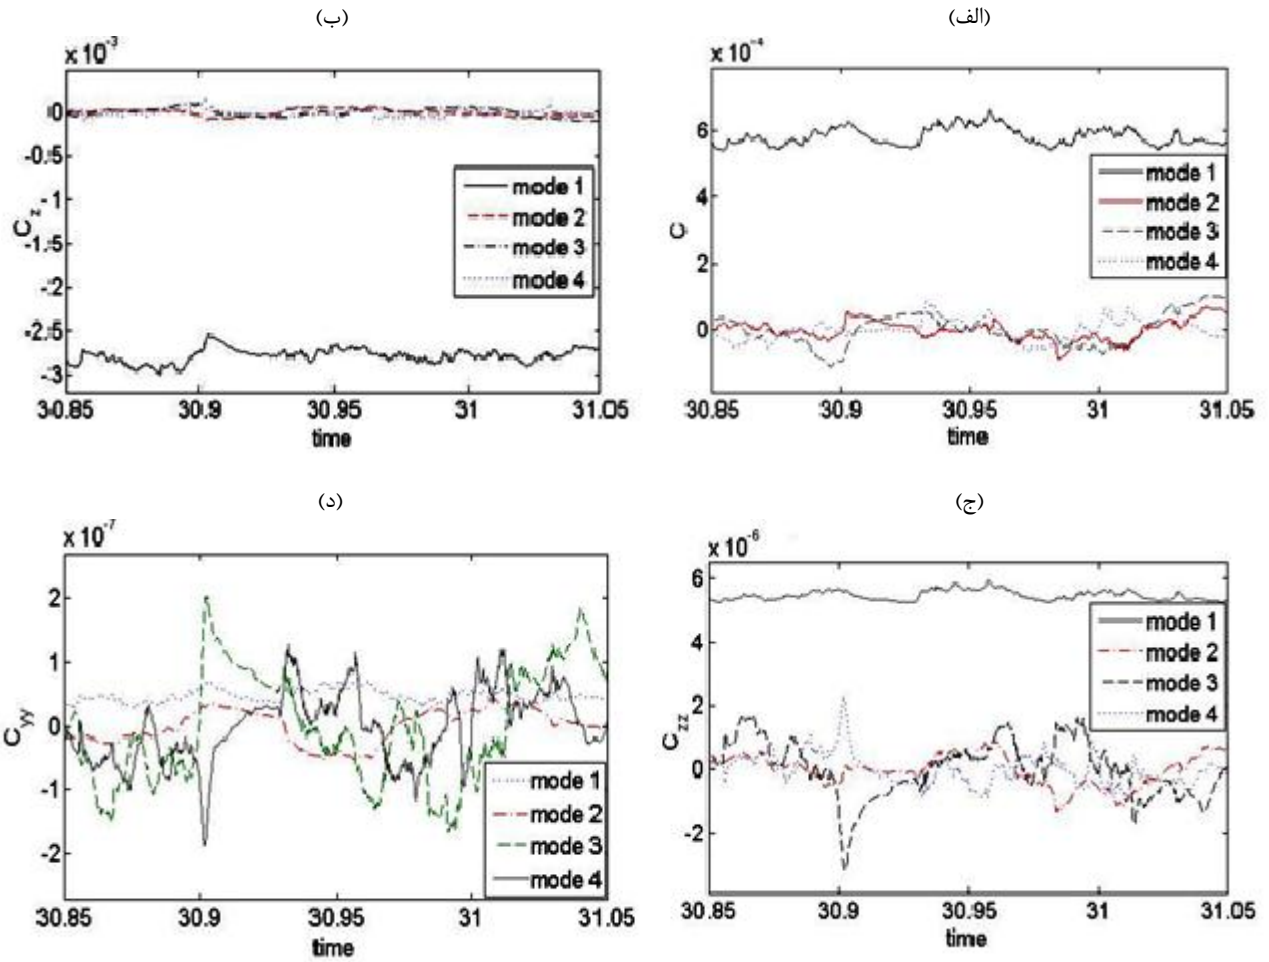 (ب)
x 10⁻³
0
-0.5
-1
-1.5
-2
-2.5
-3
C_z
mode 1
mode 2
mode 3
mode 4
30.85
30.9
30.95
31
31.05
time
(الف)
x 10⁻⁴
6
4
2
0
C
mode 1
mode 2
mode 3
mode 4
30.85
30.9
30.95
31
31.05
time
(د)
x 10⁻⁷
2
1
0
-1
-2
C_yy
mode 1
mode 2
mode 3
mode 4
30.85
30.9
30.95
31
31.05
time
(ج)
x 10⁻⁶
6
4
2
0
-2
C_zz
mode 1
mode 2
mode 3
mode 4
30.85
30.9
30.95
31
31.05
time